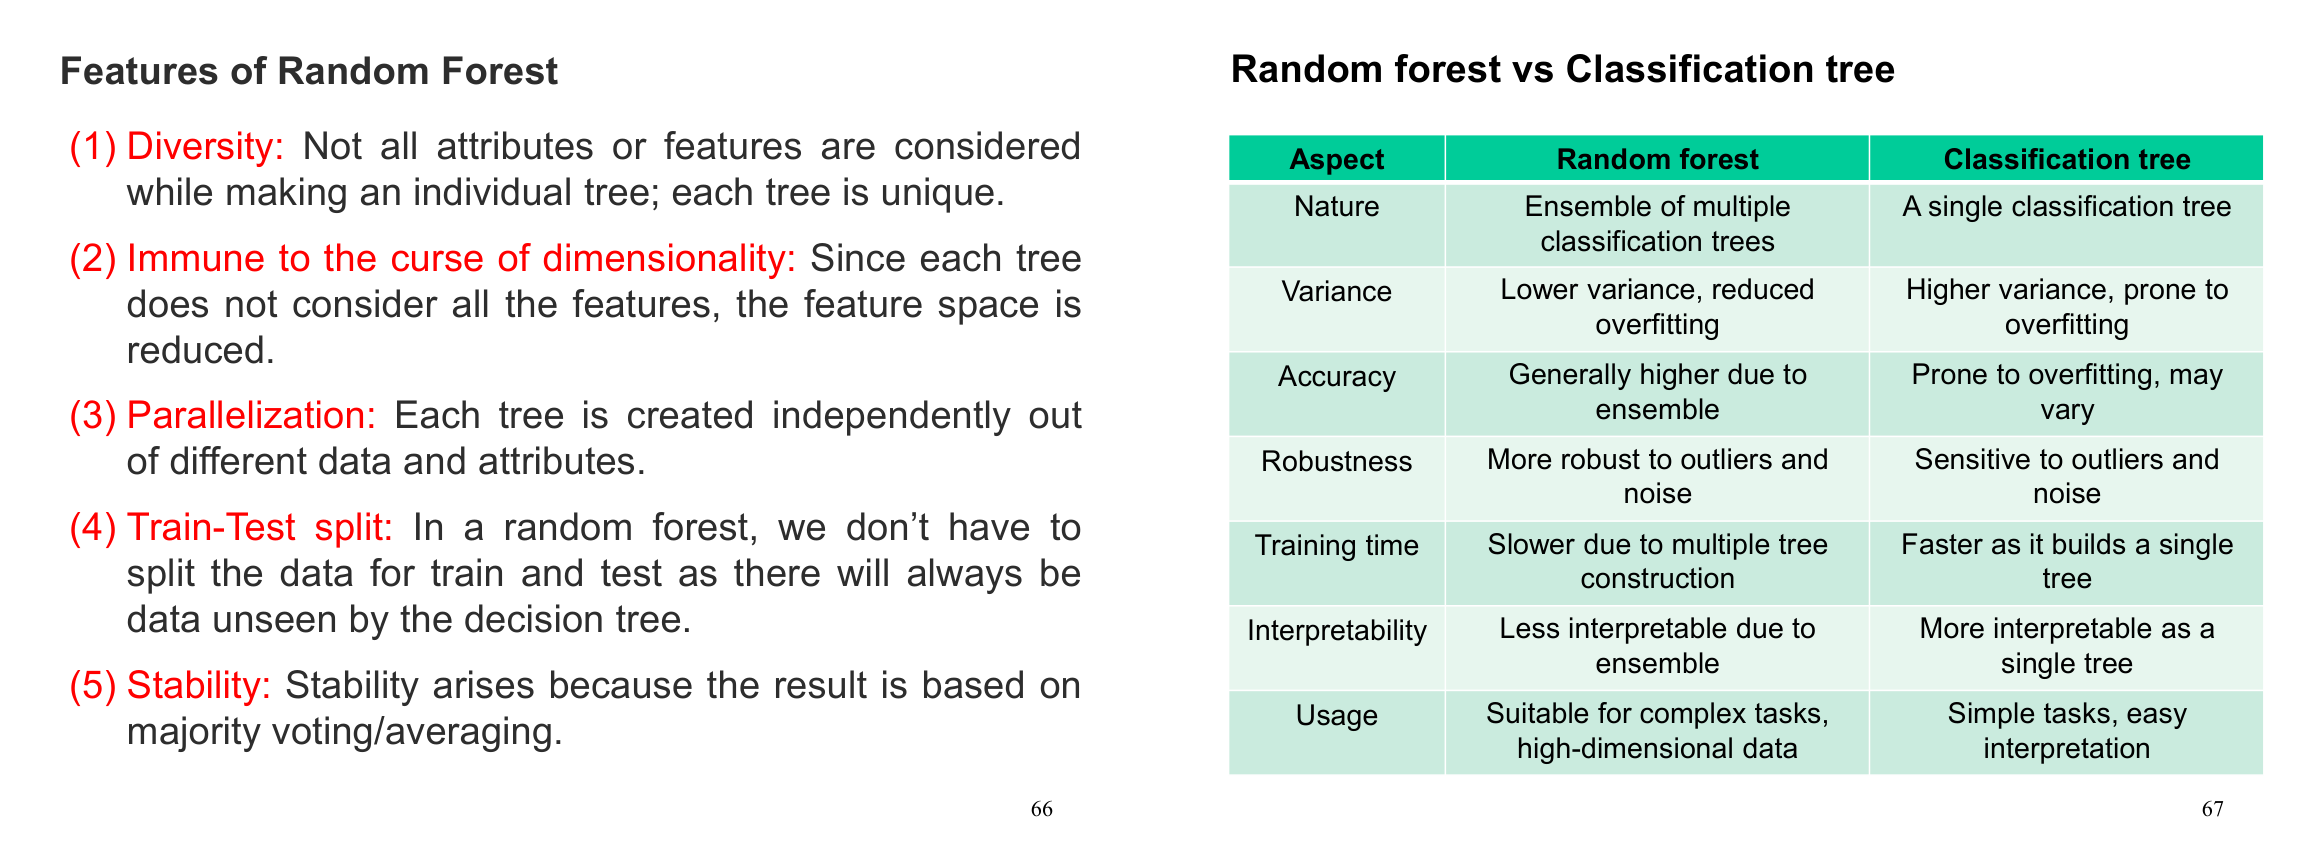 Features of Random Forest
(1) Diversity: Not all attributes or features are considered
while making an individual tree; each tree is unique.
(2) Immune to the curse of dimensionality: Since each tree
does not consider all the features, the feature space is
reduced.
(3) Parallelization: Each tree is created independently out
of different data and attributes.
(4) Train-Test split: In a random forest, we don’t have to
split the data for train and test as there will always be
data unseen by the decision tree.
(5) Stability: Stability arises because the result is based on
majority voting/averaging.
66
Random forest vs Classification tree
Aspect Random forest Classification tree
Nature Ensemble of multiple A single classification tree
classification trees
Variance Lower variance, reduced Higher variance, prone to
overfitting overfitting
Accuracy Generally higher due to Prone to overfitting, may
ensemble vary
Robustness More robust to outliers and Sensitive to outliers and
noise noise
Training time Slower due to multiple tree Faster as it builds a single
construction tree
Interpretability Less interpretable due to More interpretable as a
ensemble single tree
Usage Suitable for complex tasks, Simple tasks, easy
high-dimensional data interpretation
67